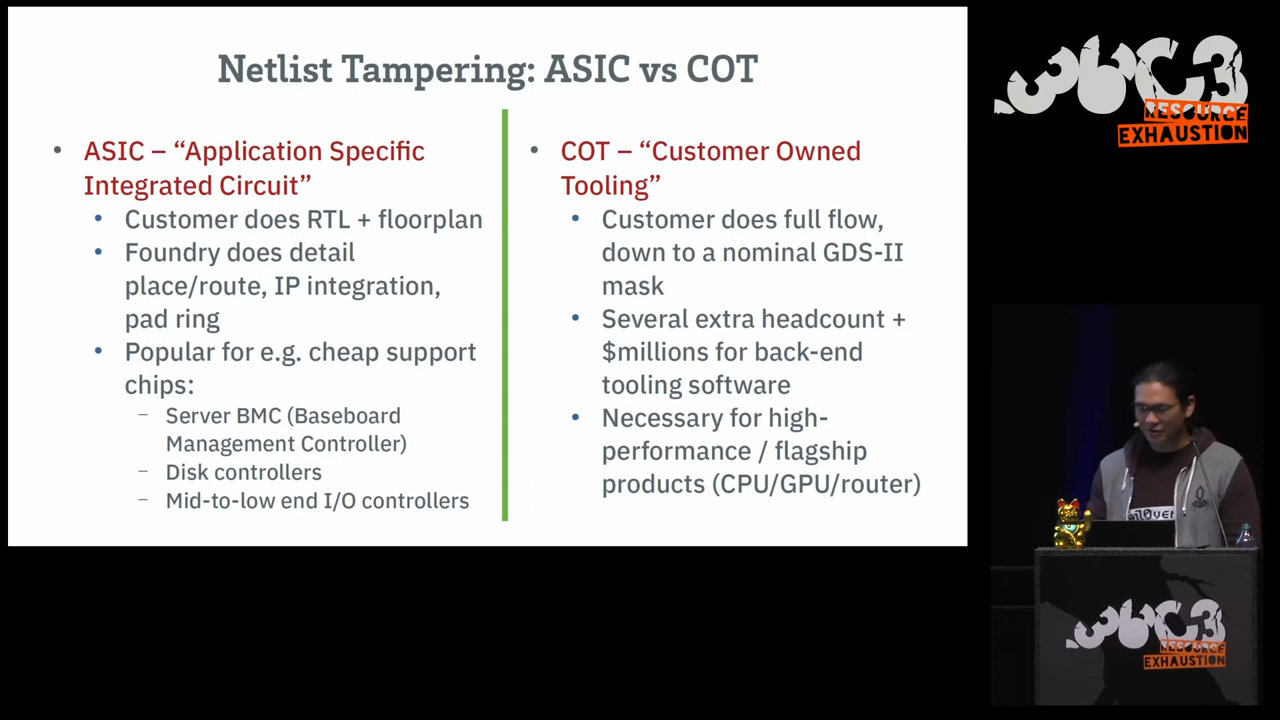 Netlist Tampering: ASIC vs COT
• ASIC – “Application Specific
Integrated Circuit”
• Customer does RTL + floorplan
• Foundry does detail
place/route, IP integration,
pad ring
• Popular for e.g. cheap support
chips:
– Server BMC (Baseboard
Management Controller)
– Disk controllers
– Mid-to-low end I/O controllers
• COT – “Customer Owned
Tooling”
• Customer does full flow,
down to a nominal GDS-II
mask
• Several extra headcount +
$millions for back-end
tooling software
• Necessary for high-
performance / flagship
products (CPU/GPU/router)
36C3
RESOURCE
EXHAUSTION
36C3
RESOURCE
EXHAUSTION